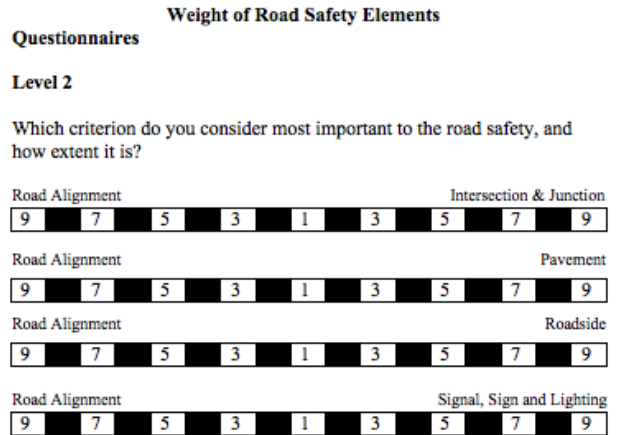 Weight of Road Safety Elements
Questionnaires
Level 2
Which criterion do you consider most important to the road safety, and
how extent it is?
Road Alignment Intersection & Junction
9 7 5 3 1 3 5 7 9
Road Alignment Pavement
9 7 5 3 1 3 5 7 9
Road Alignment Roadside
9 7 5 3 1 3 5 7 9
Road Alignment Signal, Sign and Lighting
9 7 5 3 1 3 5 7 9